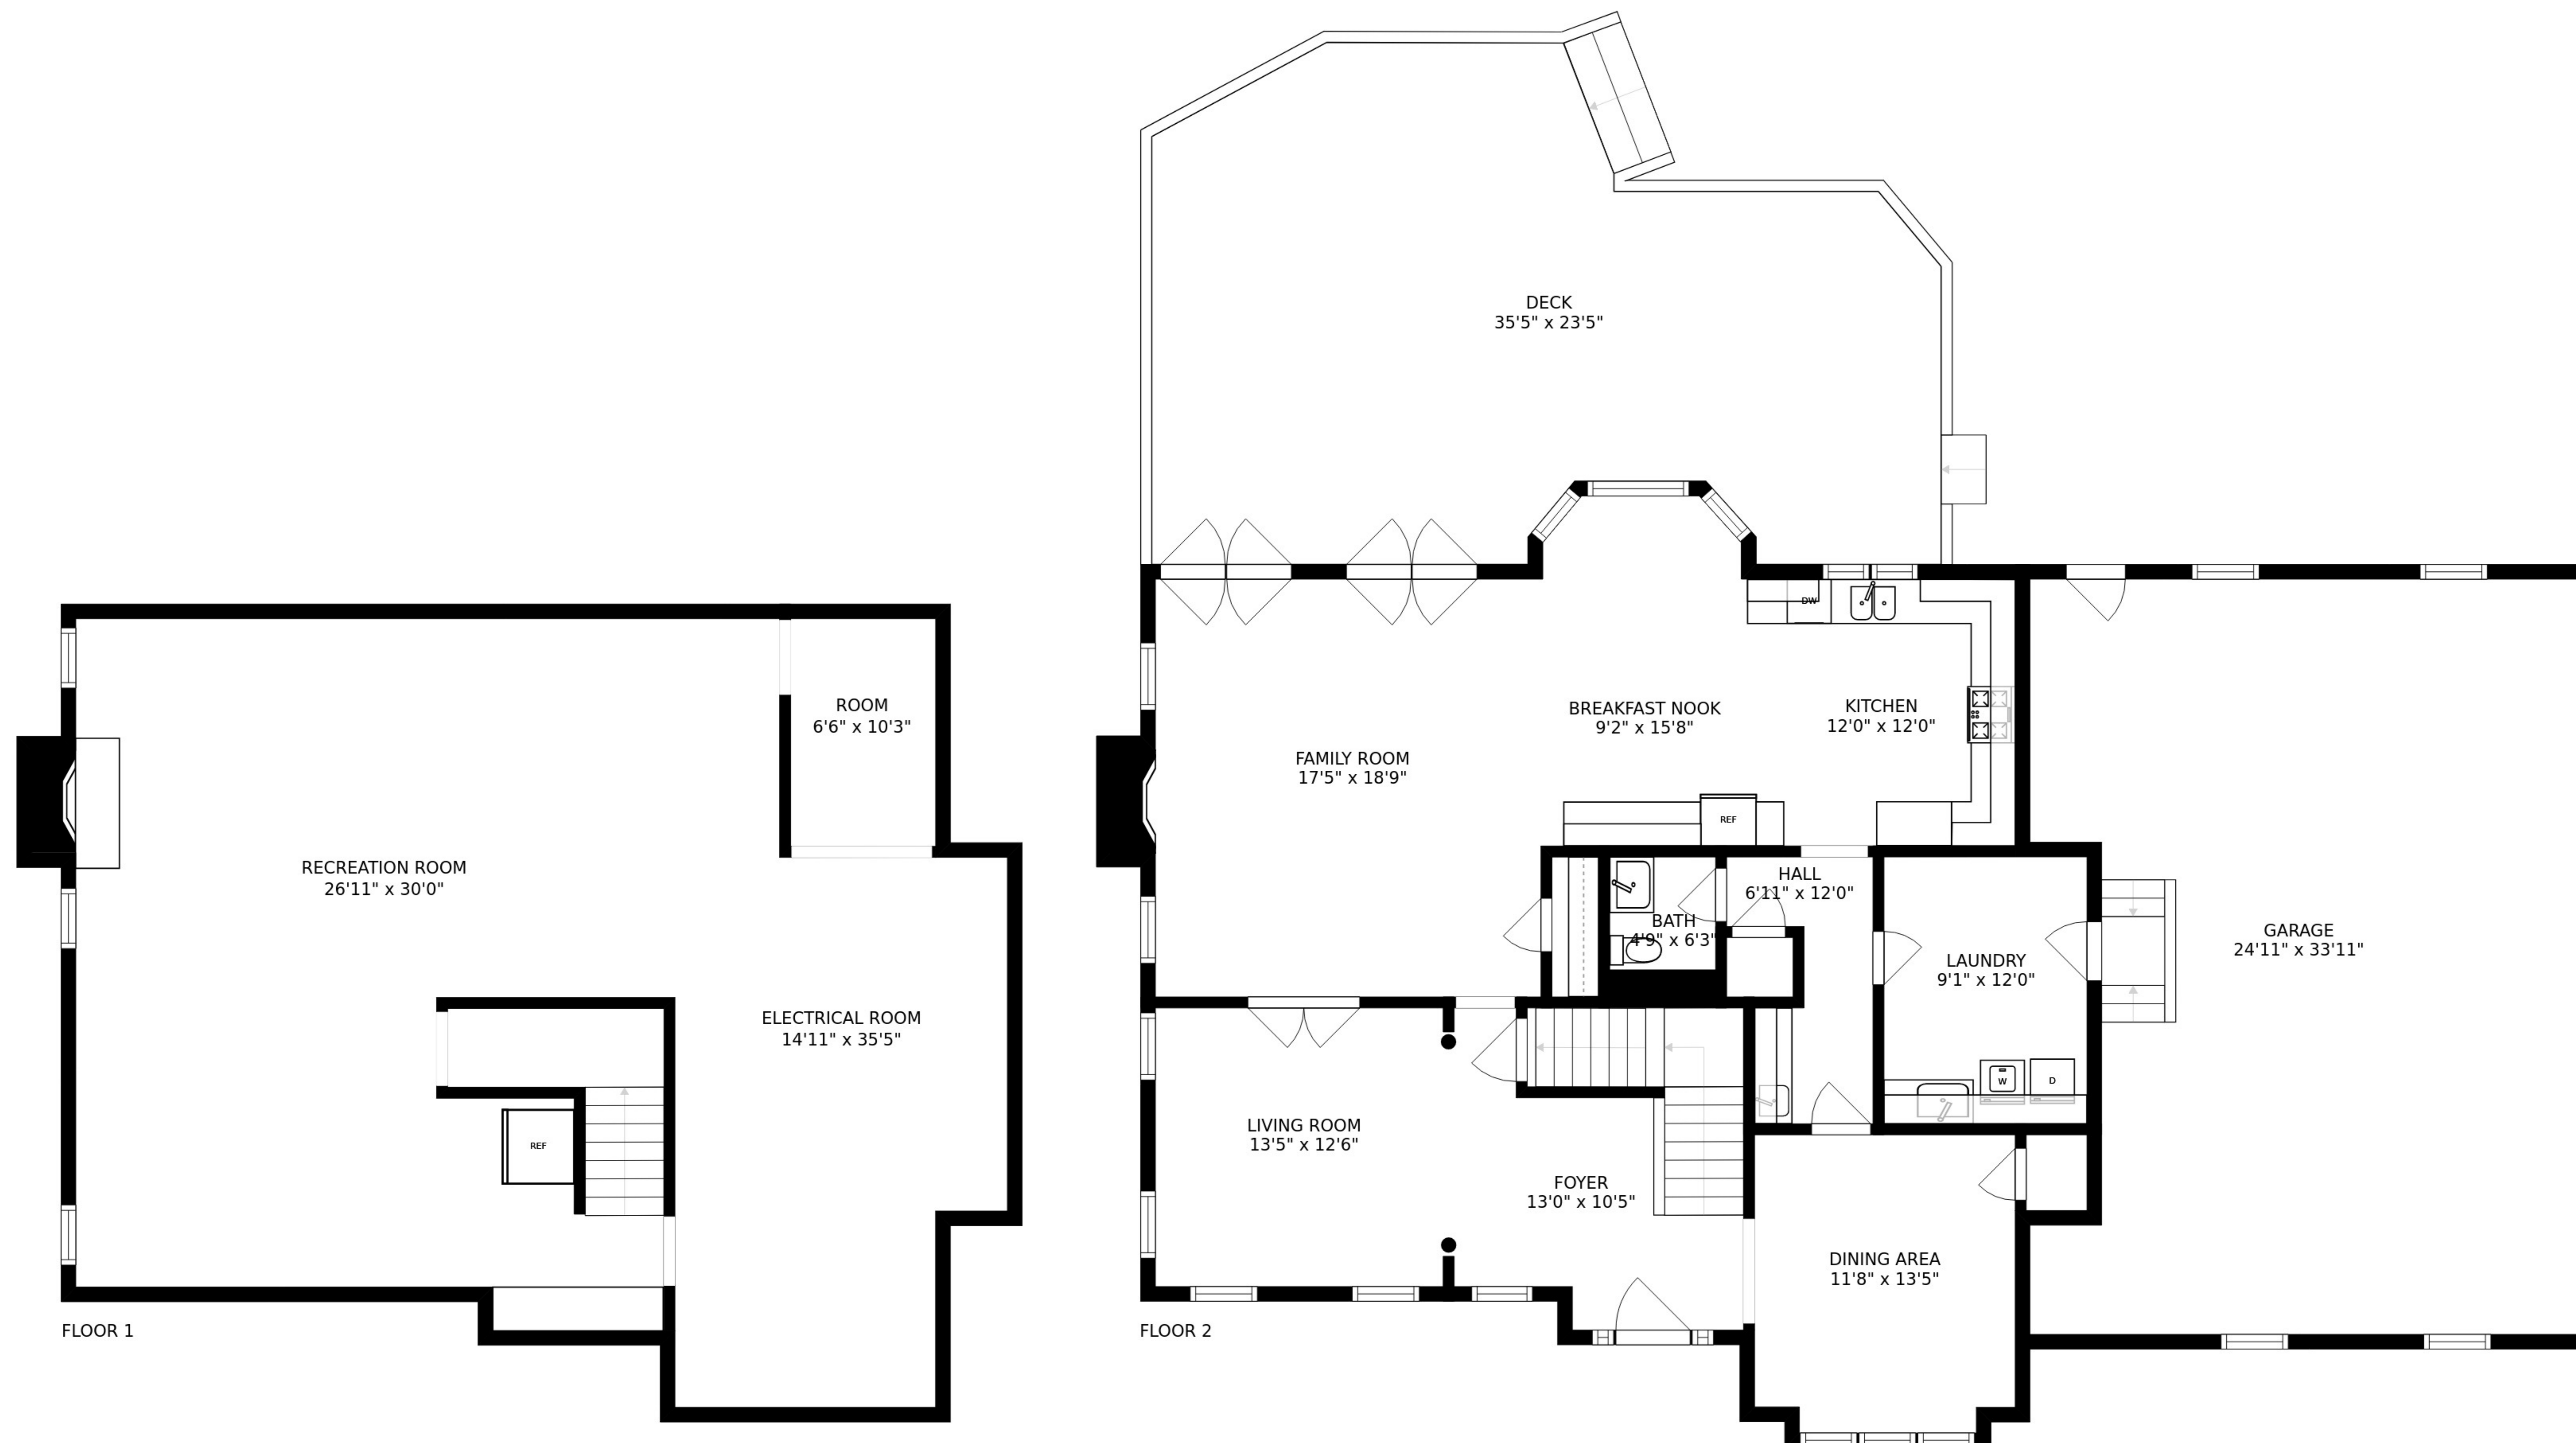 DECK
35'5" x 23'5"
DW
ROOM
6'6" x 10'3"
BREAKFAST NOOK
9'2" x 15'8"
KITCHEN
12'0" x 12'0"
FAMILY ROOM
17'5" x 18'9"
REF
RECREATION ROOM
26'11" x 30'0"
HALL
6'11" x 12'0"
BATH
4'9" x 6'3"
GARAGE
24'11" x 33'11"
LAUNDRY
9'1" x 12'0"
ELECTRICAL ROOM
14'11" x 35'5"
W
D
LIVING ROOM
13'5" x 12'6"
REF
FOYER
13'0" x 10'5"
DINING AREA
11'8" x 13'5"
FLOOR 1
FLOOR 2